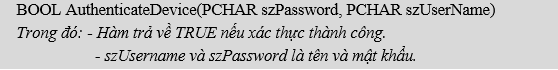 BOOL AuthenticateDevice(PCHAR szPassword, PCHAR szUserName)
Trong đó: - Hàm trả về TRUE nếu xác thực thành công.
- szUsername và szPassword là tên và mật khẩu.